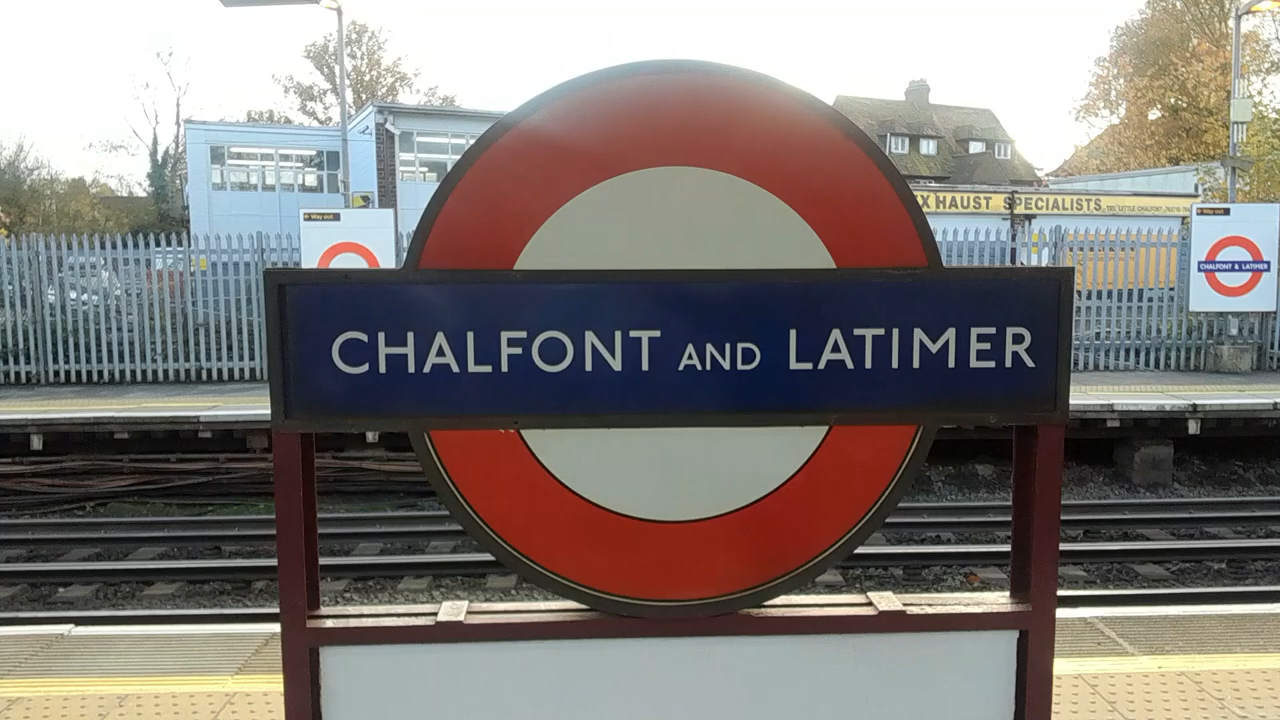 Way out
XHAUST SPECIALISTS
Way out
CHALFONT & LATIMER
CHALFONT AND LATIMER